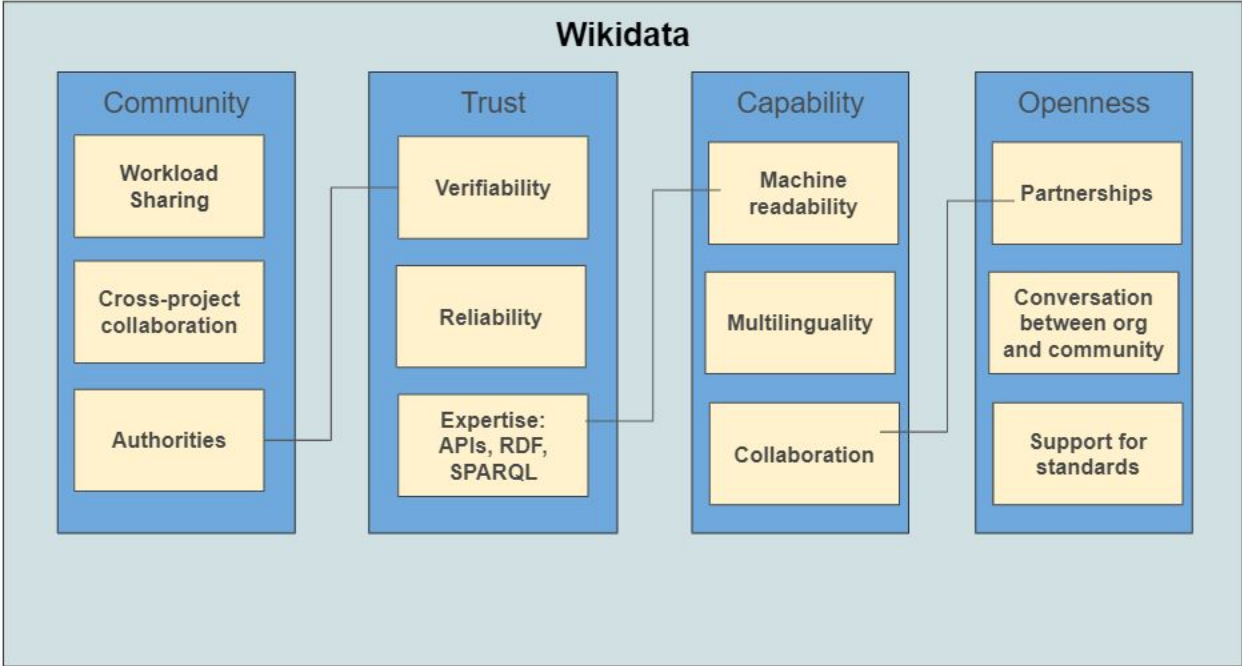 Wikidata
Community
Workload
Sharing
Cross-project
collaboration
Authorities
Trust
Verifiability
Reliability
Expertise:
APIs, RDF,
SPARQL
Capability
Machine
readability
Multilinguality
Collaboration
Openness
Partnerships
Conversation
between org
and community
Support for
standards